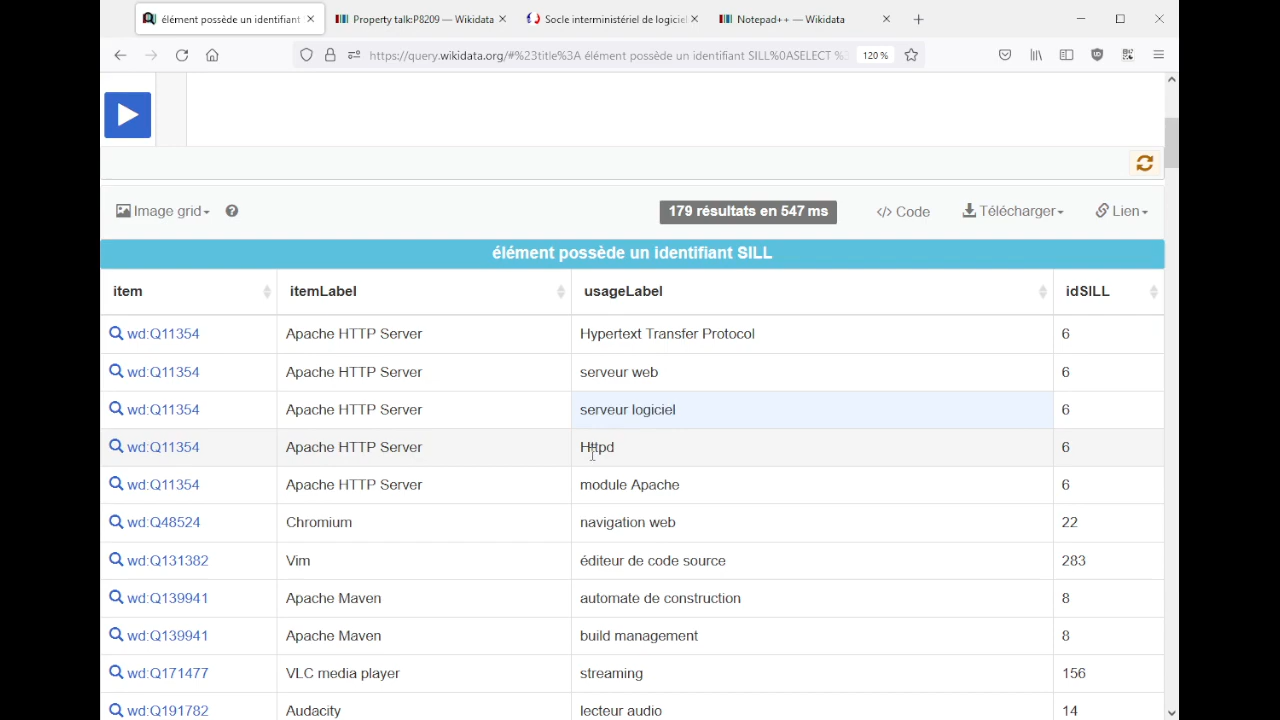 élément possède un identifiant
Property talk:P8209 — Wikidata
Socle interministériel de logiciel
Notepad++ — Wikidata
https://query.wikidata.org/#%23title%3A élément possède un identifiant SILL%0ASELECT %3
120 %
Image grid
179 résultats en 547 ms
Code
Télécharger
Lien
élément possède un identifiant SILL
item itemLabel usageLabel idSILL
wd:Q11354 Apache HTTP Server Hypertext Transfer Protocol 6
wd:Q11354 Apache HTTP Server serveur web 6
wd:Q11354 Apache HTTP Server serveur logiciel 6
wd:Q11354 Apache HTTP Server Httpd 6
wd:Q11354 Apache HTTP Server module Apache 6
wd:Q48524 Chromium navigation web 22
wd:Q131382 Vim éditeur de code source 283
wd:Q139941 Apache Maven automate de construction 8
wd:Q139941 Apache Maven build management 8
wd:Q171477 VLC media player streaming 156
wd:Q191782 Audacity lecteur audio 14